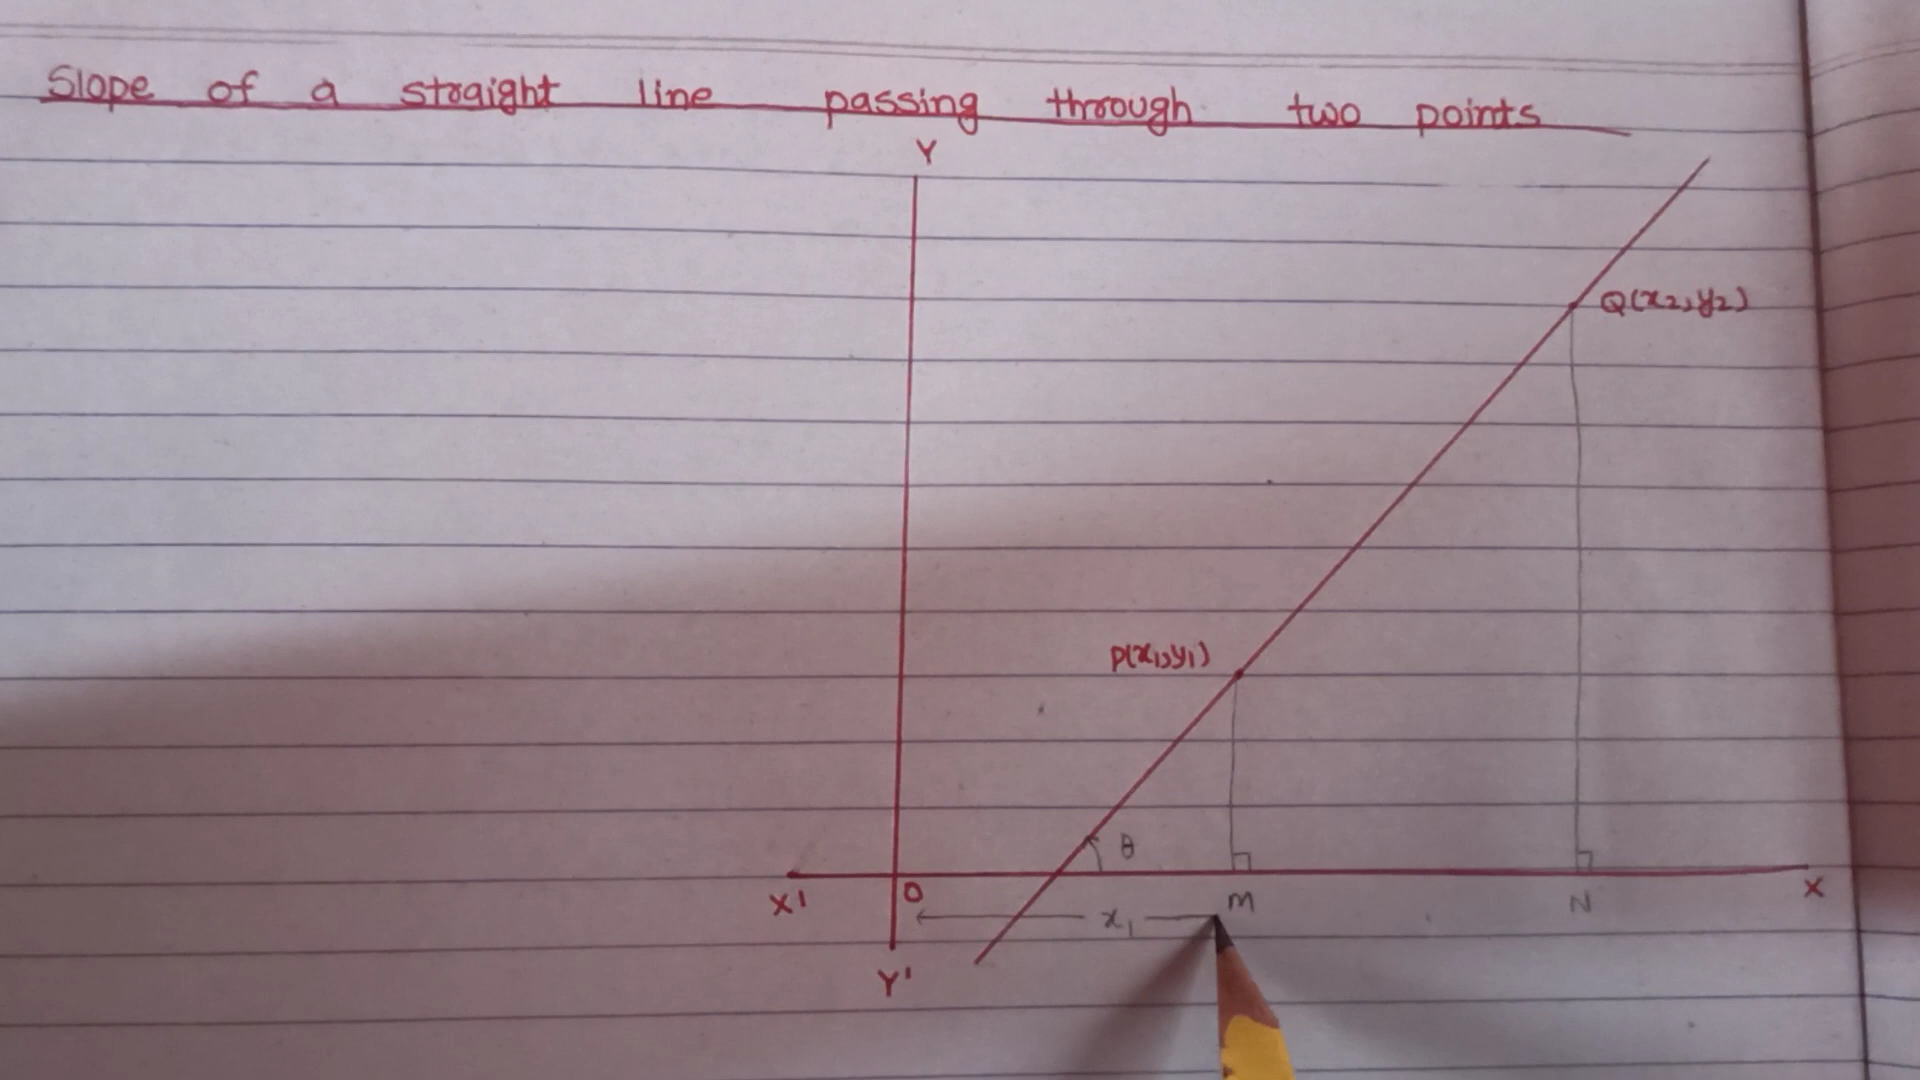 Slope of a straight line passing through two points
Y
Q(x₂,y₂)
P(x₁,y₁)
θ
X'
O
x₁
M
N
X
Y'